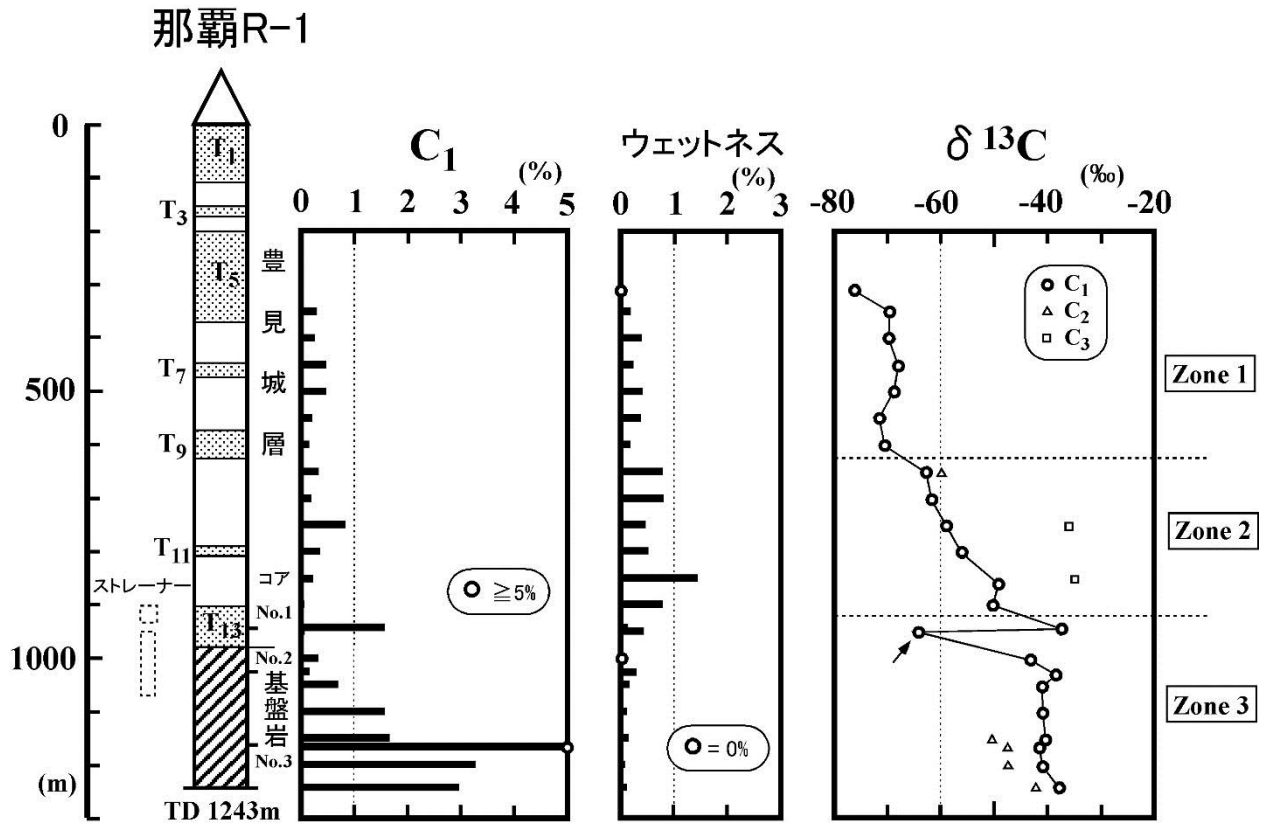 那覇R-1
C1 (%)
0 1 2 3 4 5
ウェットネス (%)
0 1 2 3
δ 13C (‰)
-80 -60 -40 -20
0
500
1000
(m)
T1
T3
T5
T7
T9
T11
T13
ストレーナー
TD 1243m
豊
見
城
層
コア
No.1
No.2
基
盤
岩
No.3
≧5%
= 0%
C1
C2
C3
Zone 1
Zone 2
Zone 3